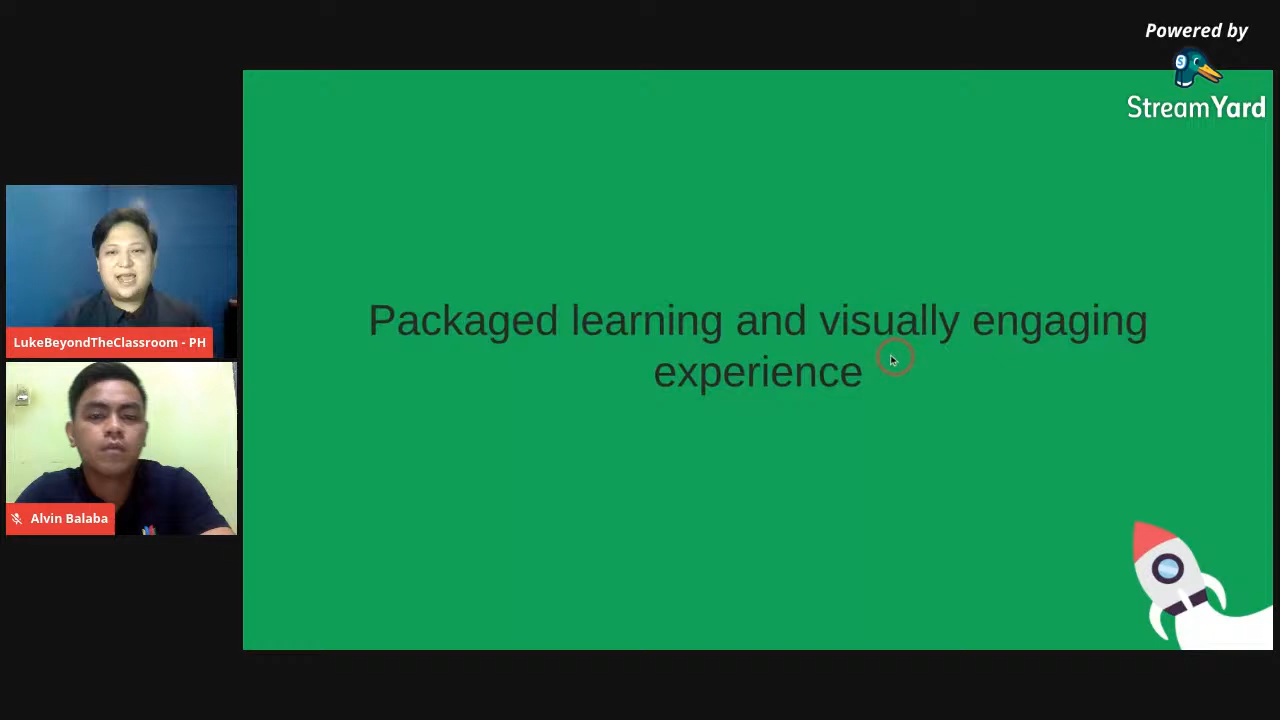 Powered by
StreamYard
Packaged learning and visually engaging
experience
LukeBeyondTheClassroom - PH
Alvin Balaba